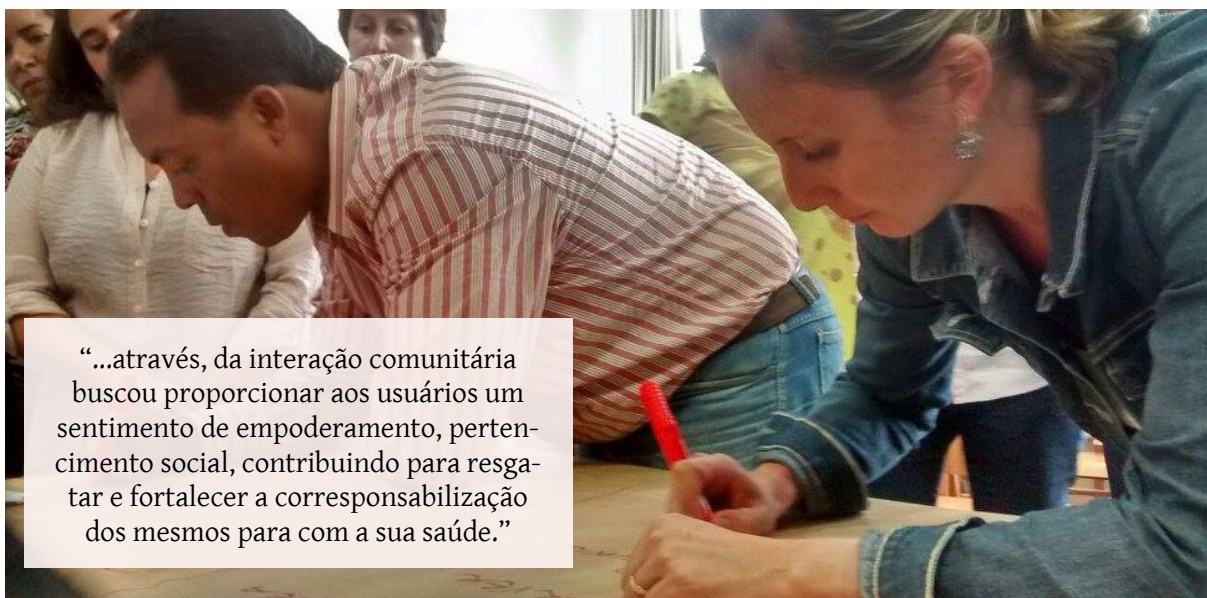 “...através, da interação comunitária
buscou proporcionar aos usuários um
sentimento de empoderamento, perten-
cimento social, contribuindo para resga-
tar e fortalecer a corresponsabilização
dos mesmos para com a sua saúde.”